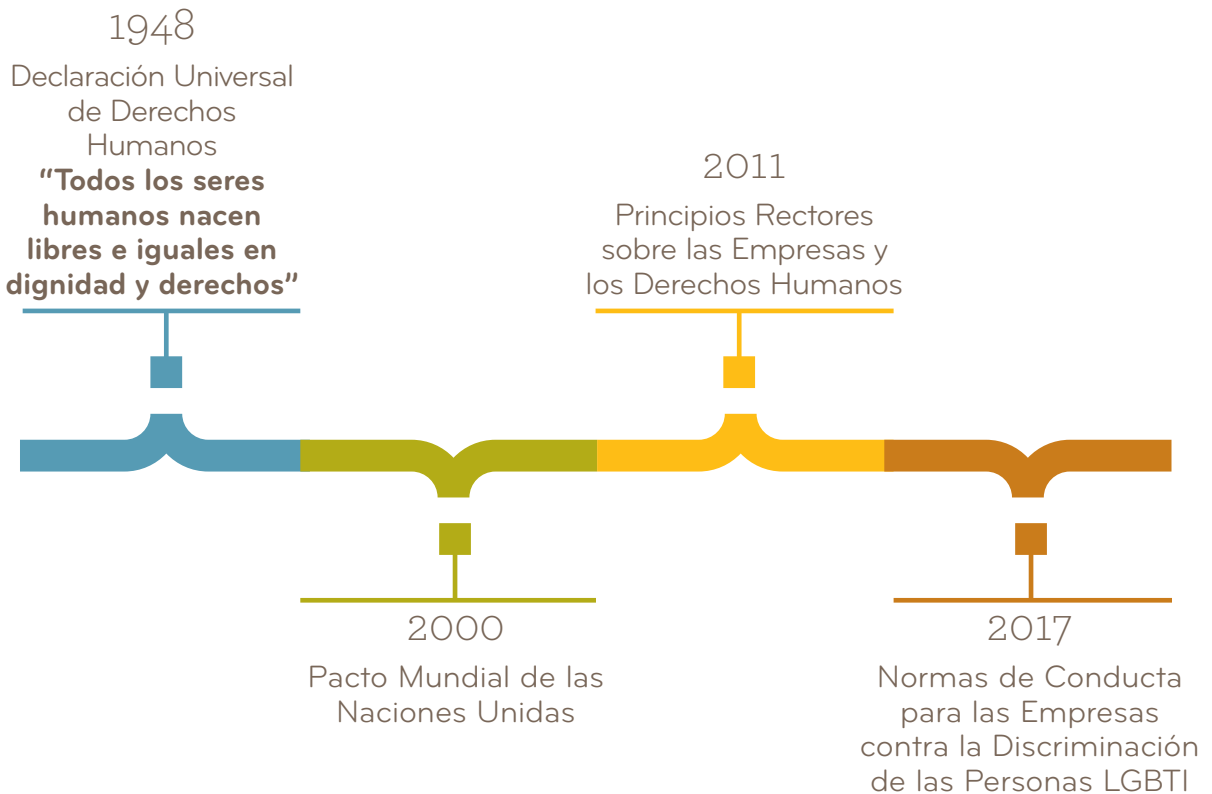 1948
Declaración Universal
de Derechos
Humanos
“Todos los seres
humanos nacen
libres e iguales en
dignidad y derechos”
2000
Pacto Mundial de las
Naciones Unidas
2011
Principios Rectores
sobre las Empresas y
los Derechos Humanos
2017
Normas de Conducta
para las Empresas
contra la Discriminación
de las Personas LGBTI